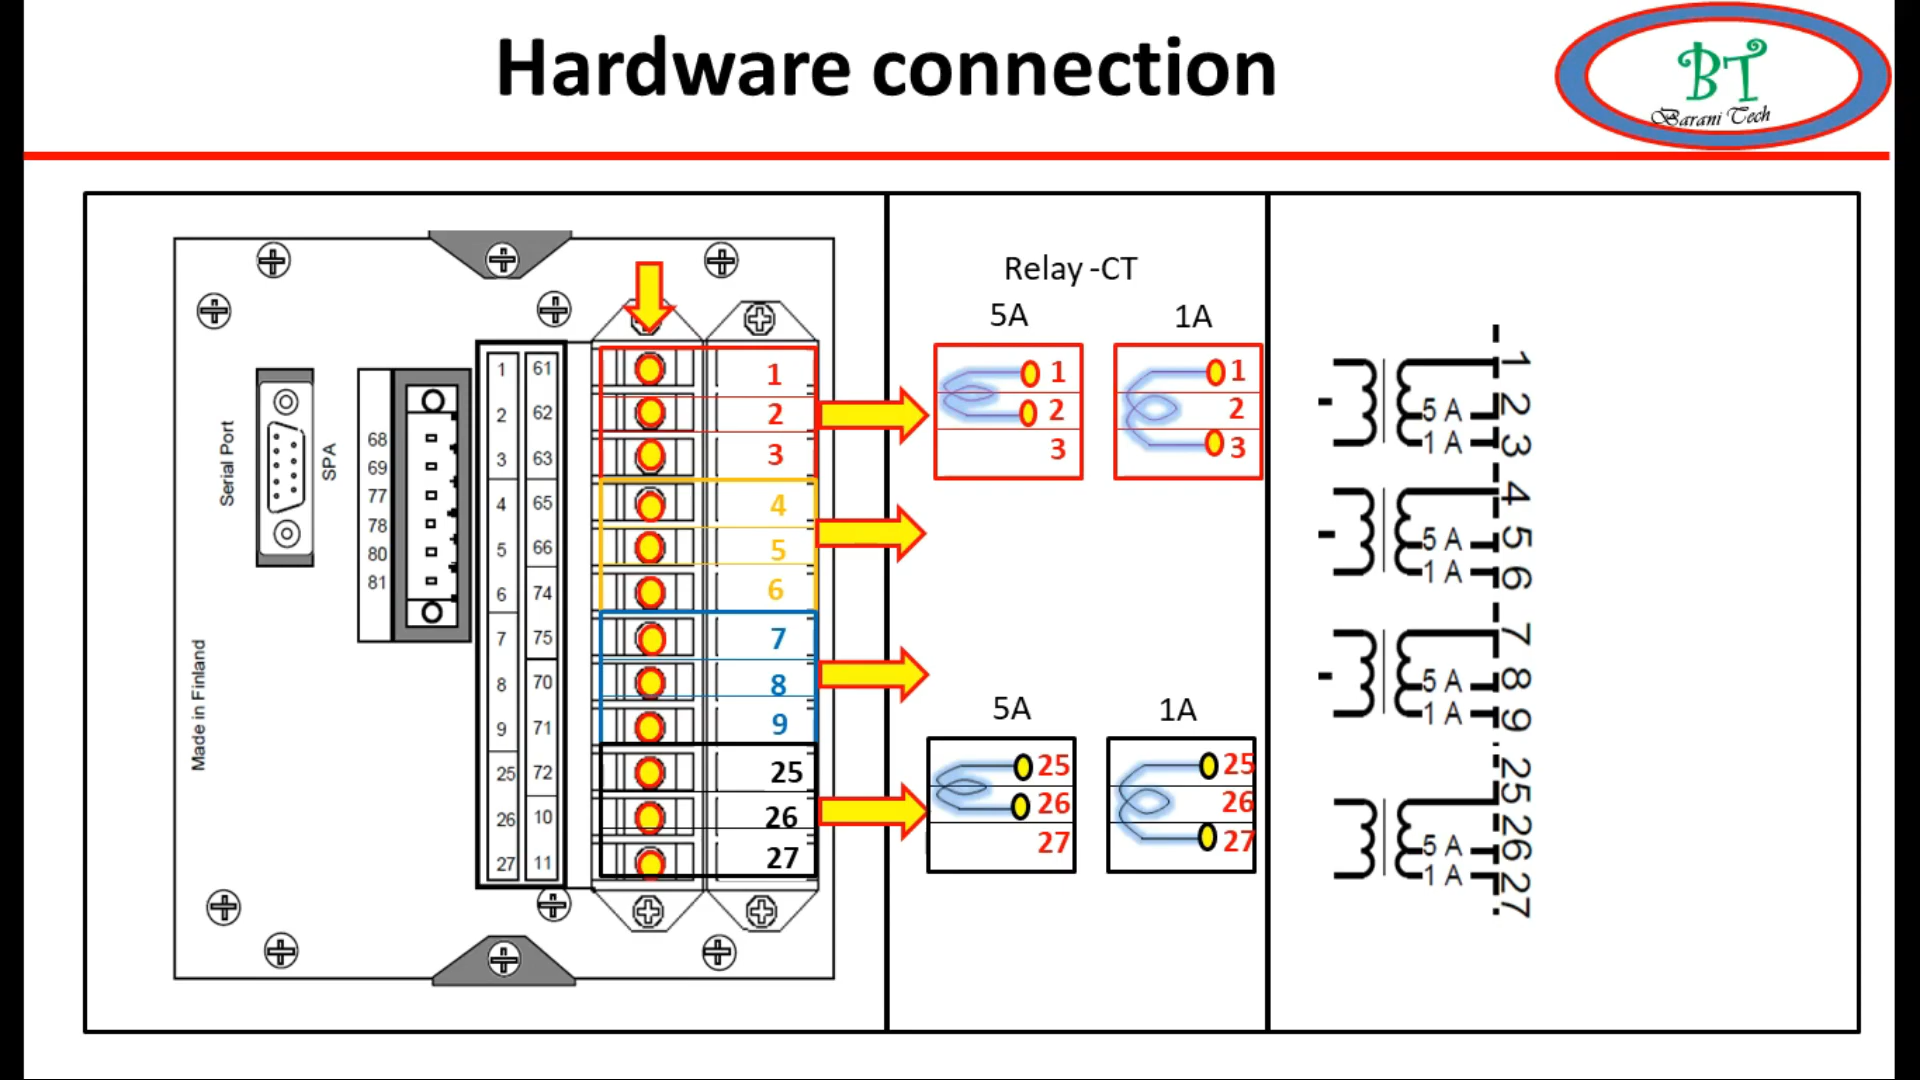 Hardware connection
BT
Barani Tech
Serial Port
SPA
Made in Finland
68
69
77
78
80
81
1 61
2 62
3 63
4 65
5 66
6 74
7 75
8 70
9 71
25 72
26 10
27 11
1
2
3
4
5
6
7
8
9
25
26
27
Relay -CT
5A 1A
1 1
2 2
3 3
5A 1A
25 25
26 26
27 27
1
5 A 2
1 A 3
4
5 A 5
1 A 6
7
5 A 8
1 A 9
25
5 A 26
1 A 27